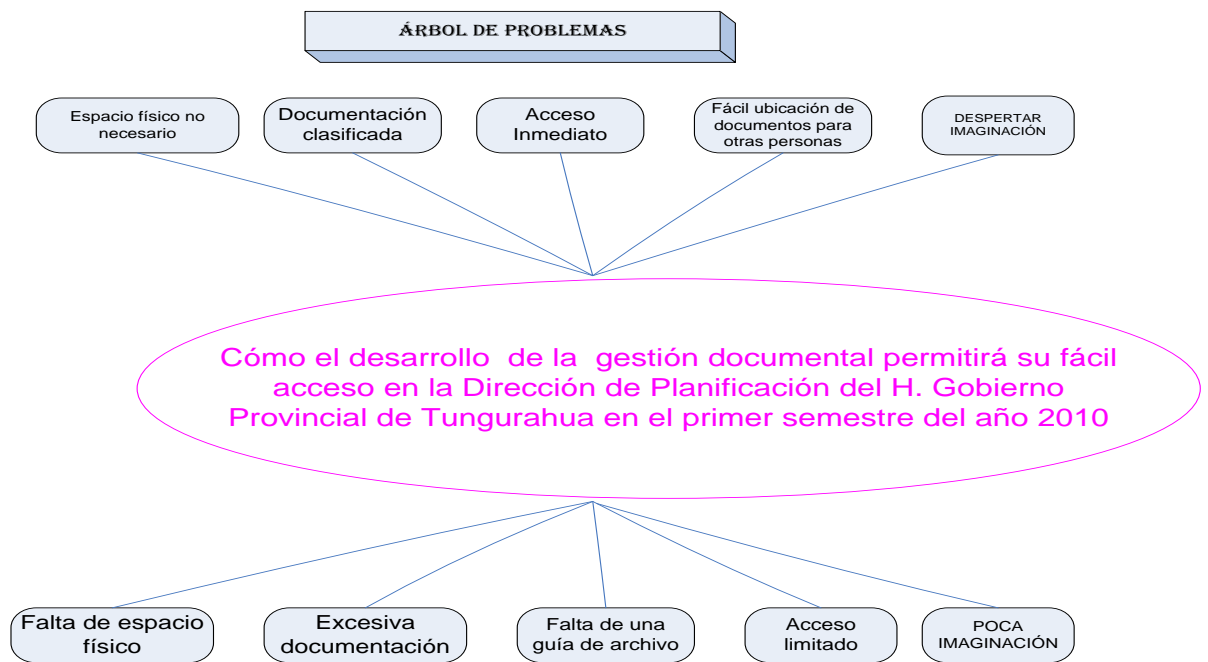 ÁRBOL DE PROBLEMAS
Espacio físico no
necesario
Documentación
clasificada
Acceso
Inmediato
Fácil ubicación de
documentos para
otras personas
DESPERTAR
IMAGINACIÓN
Cómo el desarrollo de la gestión documental permitirá su fácil
acceso en la Dirección de Planificación del H. Gobierno
Provincial de Tungurahua en el primer semestre del año 2010
Falta de espacio
físico
Excesiva
documentación
Falta de una
guía de archivo
Acceso
limitado
POCA
IMAGINACIÓN